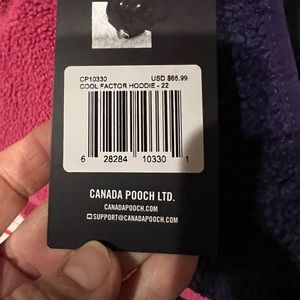 CP10330 USD $66.99
COOL FACTOR HOODIE - 22
6 28284 10330 1
CANADA POOCH LTD.
CANADAPOOCH.COM
SUPPORT@CANADAPOOCH.COM